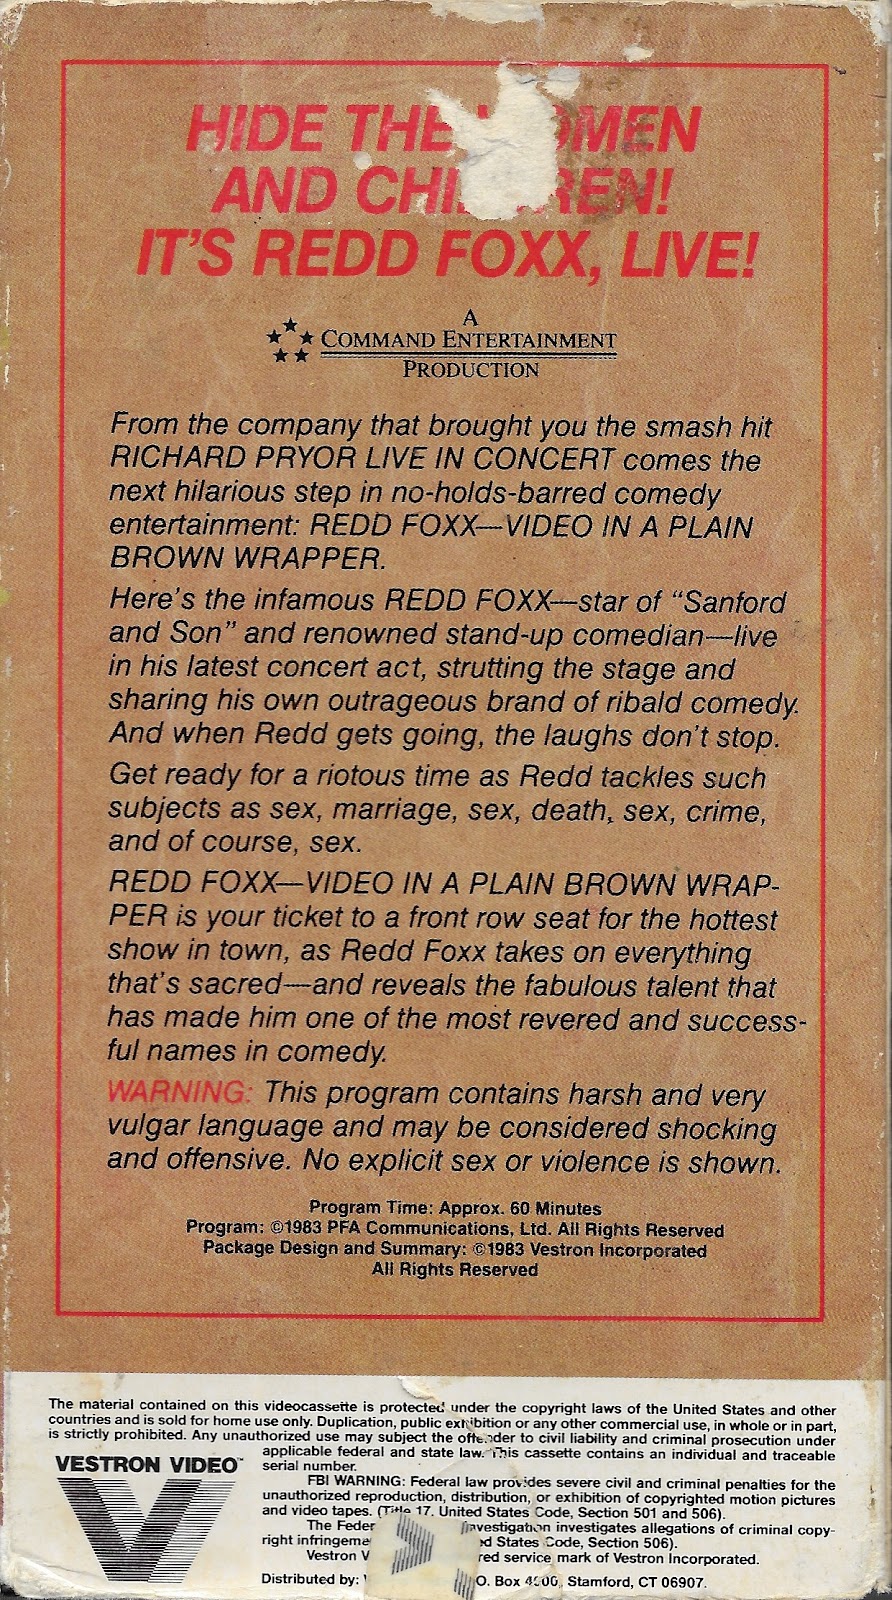 HIDE THE WOMEN
AND CHILDREN!
IT'S REDD FOXX, LIVE!
A
COMMAND ENTERTAINMENT
PRODUCTION
From the company that brought you the smash hit
RICHARD PRYOR LIVE IN CONCERT comes the
next hilarious step in no-holds-barred comedy
entertainment: REDD FOXX—VIDEO IN A PLAIN
BROWN WRAPPER.
Here's the infamous REDD FOXX—star of "Sanford
and Son" and renowned stand-up comedian—live
in his latest concert act, strutting the stage and
sharing his own outrageous brand of ribald comedy.
And when Redd gets going, the laughs don't stop.
Get ready for a riotous time as Redd tackles such
subjects as sex, marriage, sex, death, sex, crime,
and of course, sex.
REDD FOXX—VIDEO IN A PLAIN BROWN WRAP-
PER is your ticket to a front row seat for the hottest
show in town, as Redd Foxx takes on everything
that's sacred—and reveals the fabulous talent that
has made him one of the most revered and success-
ful names in comedy.
WARNING: This program contains harsh and very
vulgar language and may be considered shocking
and offensive. No explicit sex or violence is shown.
Program Time: Approx. 60 Minutes
Program: ©1983 PFA Communications, Ltd. All Rights Reserved
Package Design and Summary: ©1983 Vestron Incorporated
All Rights Reserved
The material contained on this videocassette is protected under the copyright laws of the United States and other
countries and is sold for home use only. Duplication, public exhibition or any other commercial use, in whole or in part,
is strictly prohibited. Any unauthorized use may subject the offender to civil liability and criminal prosecution under
applicable federal and state law. This cassette contains an individual and traceable
serial number.
VESTRON VIDEO™
FBI WARNING: Federal law provides severe civil and criminal penalties for the
unauthorized reproduction, distribution, or exhibition of copyrighted motion pictures
and video tapes. (Title 17, United States Code, Section 501 and 506).
The Feder Investigation investigates allegations of criminal copy-
right infringeme ed States Code, Section 506).
Vestron V red service mark of Vestron Incorporated.
Distributed by: O. Box 4000, Stamford, CT 06907.